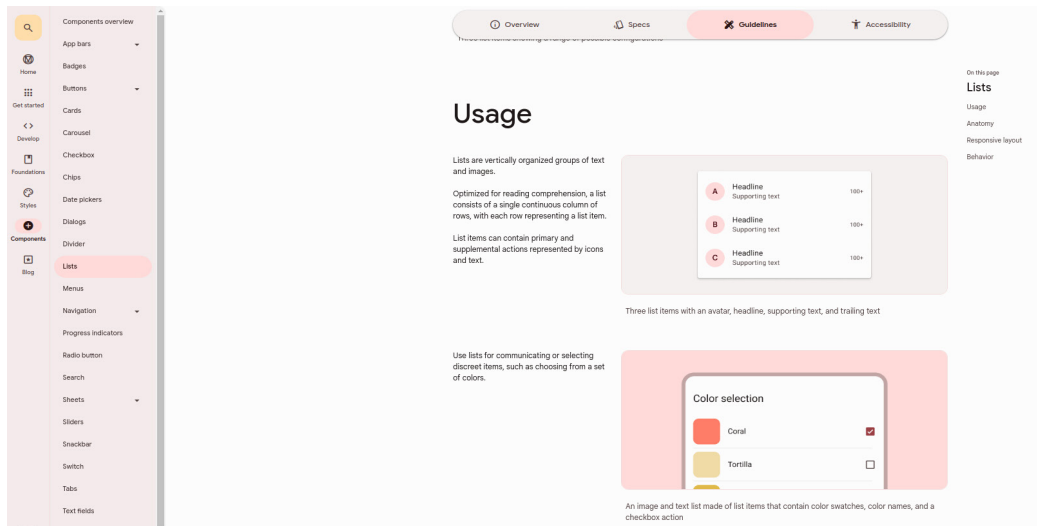 Home
Get started
Develop
Foundations
Styles
Components
Blog
Components overview
App bars
Badges
Buttons
Cards
Carousel
Checkbox
Chips
Date pickers
Dialogs
Divider
Lists
Menus
Navigation
Progress indicators
Radio button
Search
Sheets
Sliders
Snackbar
Switch
Tabs
Text fields
Overview
Specs
Guidelines
Accessibility
Three list items showing a range of possible configurations
Usage
Lists are vertically organized groups of text
and images.
Optimized for reading comprehension, a list
consists of a single continuous column of
rows, with each row representing a list item.
List items can contain primary and
supplemental actions represented by icons
and text.
A
Headline
Supporting text
100+
B
Headline
Supporting text
100+
C
Headline
Supporting text
100+
Three list items with an avatar, headline, supporting text, and trailing text
Use lists for communicating or selecting
discreet items, such as choosing from a set
of colors.
Color selection
Coral
Tortilla
An image and text list made of list items that contain color swatches, color names, and a
checkbox action
On this page
Lists
Usage
Anatomy
Responsive layout
Behavior